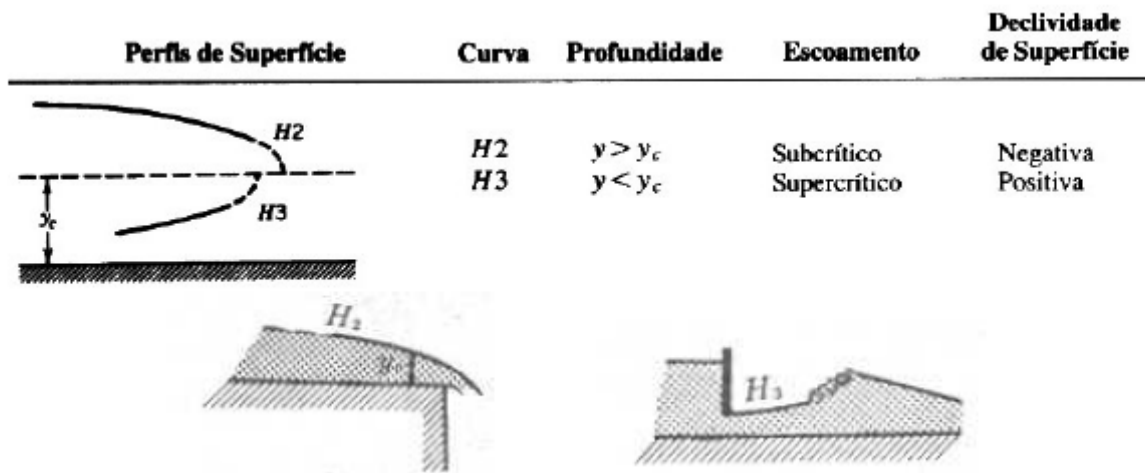 Perfis de Superfície Curva Profundidade Escoamento Declividade de Superfície
H2
H3
y_c
H2 y > y_c Subcrítico Negativa
H3 y < y_c Supercrítico Positiva
H₂
y_c
H₃